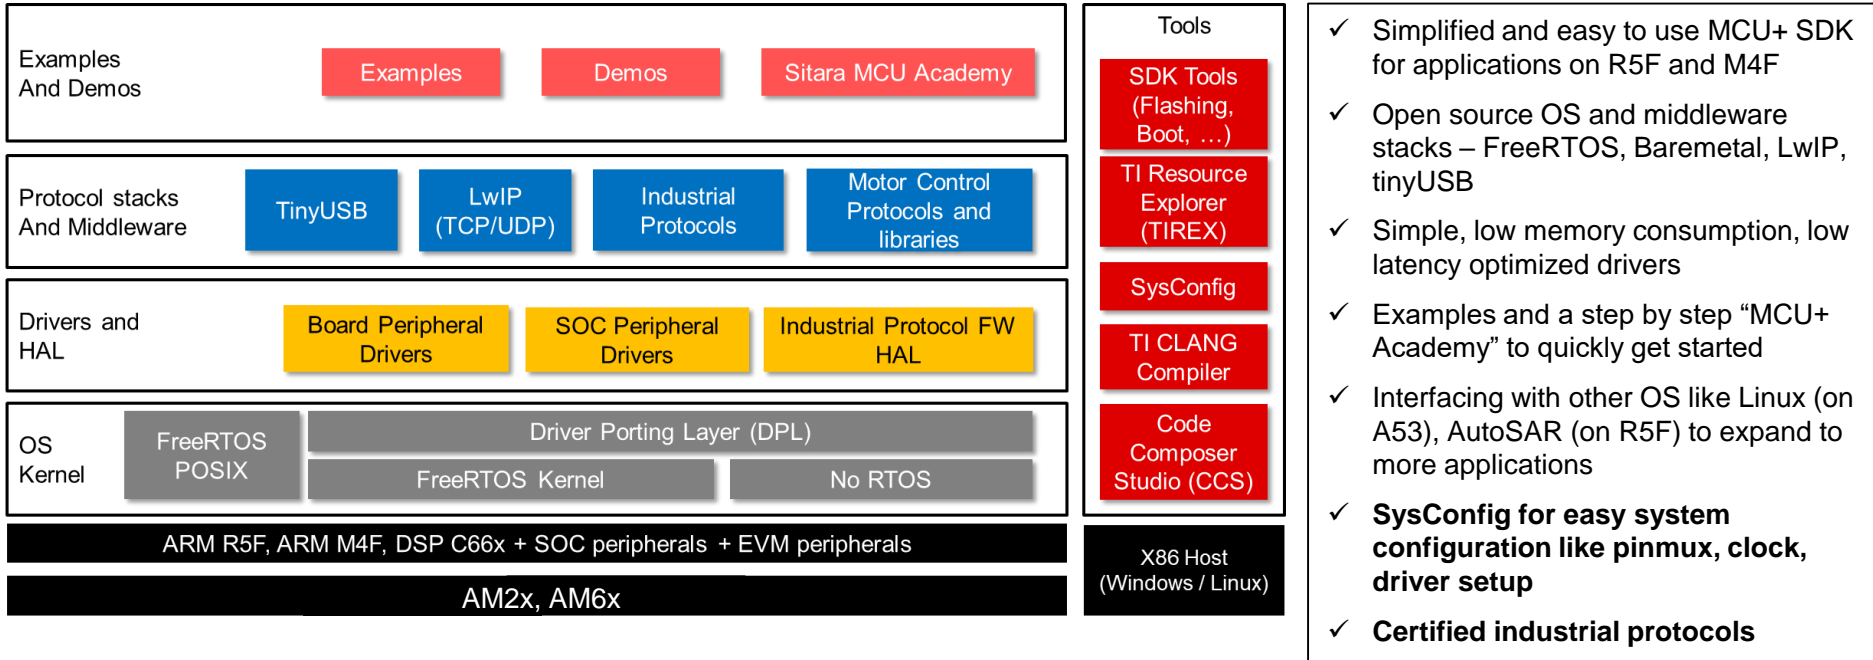 Examples
And Demos
Examples
Demos
Sitara MCU Academy
Protocol stacks
And Middleware
TinyUSB
LwIP
(TCP/UDP)
Industrial
Protocols
Motor Control
Protocols and
libraries
Drivers and
HAL
Board Peripheral
Drivers
SOC Peripheral
Drivers
Industrial Protocol FW
HAL
OS
Kernel
FreeRTOS
POSIX
Driver Porting Layer (DPL)
FreeRTOS Kernel
No RTOS
ARM R5F, ARM M4F, DSP C66x + SOC peripherals + EVM peripherals
AM2x, AM6x
Tools
SDK Tools
(Flashing,
Boot, …)
TI Resource
Explorer
(TIREX)
SysConfig
TI CLANG
Compiler
Code
Composer
Studio (CCS)
X86 Host
(Windows / Linux)
✓ Simplified and easy to use MCU+ SDK
for applications on R5F and M4F
✓ Open source OS and middleware
stacks – FreeRTOS, Baremetal, LwIP,
tinyUSB
✓ Simple, low memory consumption, low
latency optimized drivers
✓ Examples and a step by step “MCU+
Academy” to quickly get started
✓ Interfacing with other OS like Linux (on
A53), AutoSAR (on R5F) to expand to
more applications
✓ SysConfig for easy system
configuration like pinmux, clock,
driver setup
✓ Certified industrial protocols